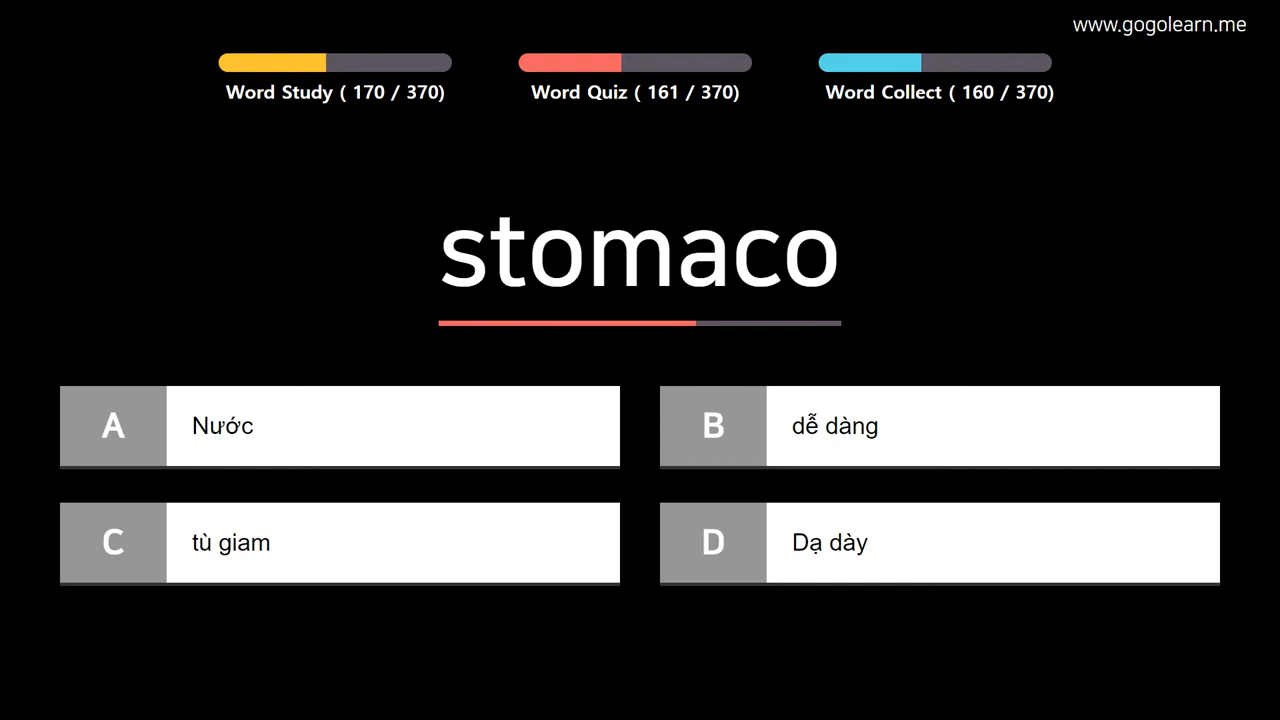 www.gogolearn.me
Word Study ( 170 / 370)
Word Quiz ( 161 / 370)
Word Collect ( 160 / 370)
stomaco
A
Nước
B
dễ dàng
C
tù giam
D
Dạ dày